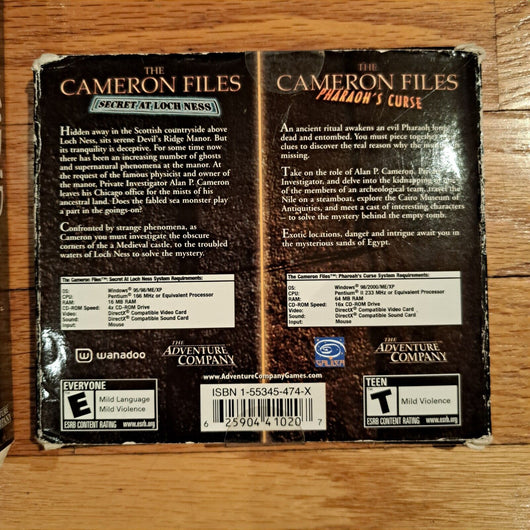 THE
CAMERON FILES
SECRET AT LOCH NESS
Hidden away in the Scottish countryside above
Loch Ness, sits serene Devil's Ridge Manor. But
its tranquility is deceptive. For some time now
there has been an increasing number of ghosts
and supernatural phenomena at the manor. At
the request of the famous physicist and owner of
the manor, Private Investigator Alan P. Cameron
leaves his Chicago office for the mists of his
ancestral land. Does the fabled sea monster play
a part in the goings-on?
Confronted by strange phenomena, as
Cameron you must investigate the obscure
corners of the a Medieval castle, to the troubled
waters of Loch Ness to solve the mystery.
The Cameron Files™: Secret At Loch Ness System Requirements:
OS: Windows® 95/98/ME/XP
CPU: Pentium® 166 MHz or Equivalent Processor
RAM: 16 MB RAM
CD-ROM Speed: 4x CD-ROM Drive
Video: DirectX® Compatible Video Card
Sound: DirectX® Compatible Sound Card
Input: Mouse
wanadoo
THE
ADVENTURE
COMPANY
EVERYONE
E
Mild Language
Mild Violence
ESRB CONTENT RATING www.esrb.org
THE
CAMERON FILES
PHARAOH'S CURSE
An ancient ritual awakens an evil Pharaoh long
dead and entombed. You must piece together
clues to discover the real reason why the
missing.
Take on the role of Alan P. Cameron, Private
Investigator, and delve into the kidnapping of
of the members of an archeological team, travel the
Nile on a steamboat, explore the Cairo Museum of
Antiquities, and meet a cast of interesting characters
– to solve the mystery behind the empty tomb.
Exotic locations, danger and intrigue await you in
the mysterious sands of Egypt.
The Cameron Files™: Pharaoh's Curse System Requirements:
OS: Windows® 98/2000/ME/XP
CPU: Pentium® II 233 MHz or Equivalent Processor
RAM: 64 MB RAM
CD-ROM Speed: 16x CD-ROM Drive
Video: DirectX® Compatible Video Card
Sound: DirectX® Compatible Sound Card
Input: Mouse
GALILEA
THE
ADVENTURE
COMPANY
TEEN
T
Mild Violence
ESRB CONTENT RATING www.esrb.org
www.AdventureCompanyGames.com
ISBN 1-55345-474-X
6 25904 41020 7